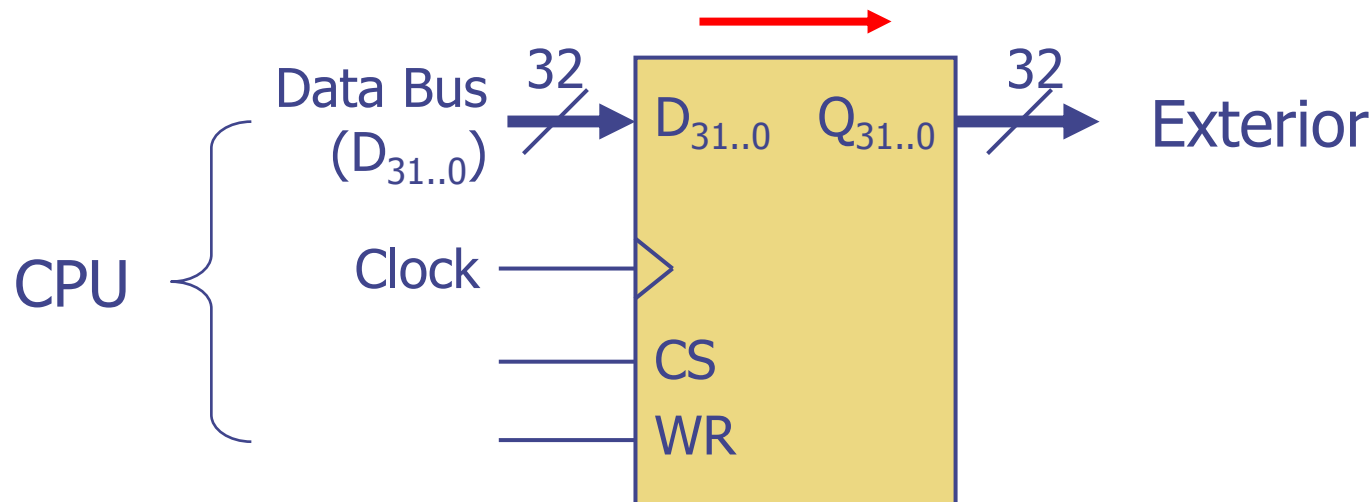 32
32
Data Bus
(D31..0)
D31..0
Q31..0
Exterior
Clock
CPU
CS
WR